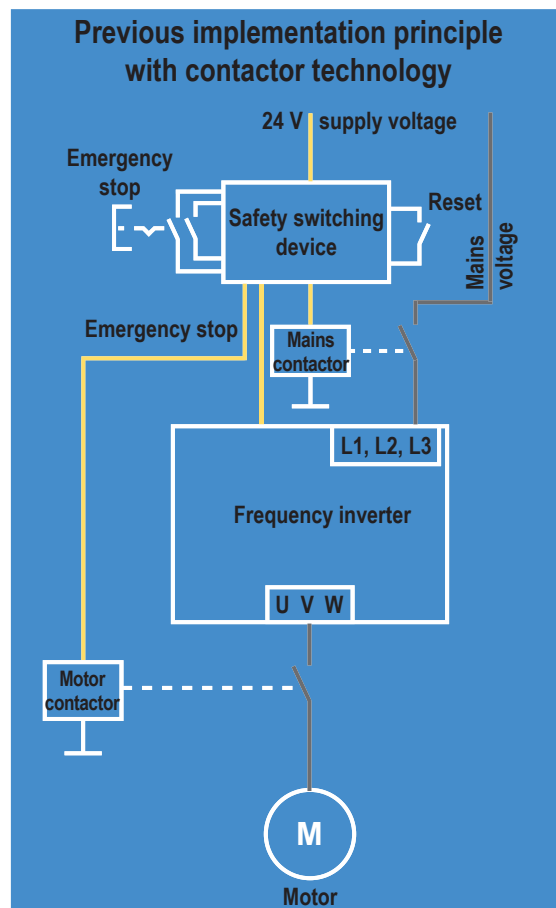 Previous implementation principle
with contactor technology
24 V supply voltage
Emergency
stop
Safety switching
device
Reset
Mains
voltage
Emergency stop
Mains
contactor
L1, L2, L3
Frequency inverter
U V W
Motor
contactor
M
Motor